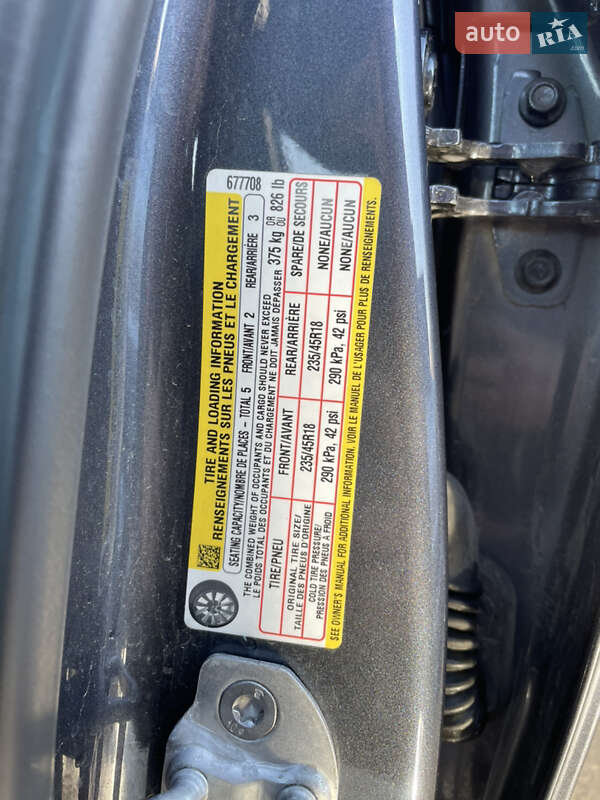 auto RIA.com
677708
TIRE AND LOADING INFORMATION
RENSEIGNEMENTS SUR LES PNEUS ET LE CHARGEMENT
SEATING CAPACITY/NOMBRE DE PLACES – TOTAL 5 FRONT/AVANT 2 REAR/ARRIÈRE 3
THE COMBINED WEIGHT OF OCCUPANTS AND CARGO SHOULD NEVER EXCEED
LE POIDS TOTAL DES OCCUPANTS ET DU CHARGEMENT NE DOIT JAMAIS DÉPASSER 375 kg OR OU 826 lb
TIRE/PNEU FRONT/AVANT REAR/ARRIÈRE SPARE/DE SECOURS
ORIGINAL TIRE SIZE/
TAILLE DES PNEUS D'ORIGINE 235/45R18 235/45R18 NONE/AUCUN
COLD TIRE PRESSURE/
PRESSION DES PNEUS À FROID 290 kPa, 42 psi 290 kPa, 42 psi NONE/AUCUN
SEE OWNER'S MANUAL FOR ADDITIONAL INFORMATION. VOIR LE MANUEL DE L'USAGER POUR PLUS DE RENSEIGNEMENTS.